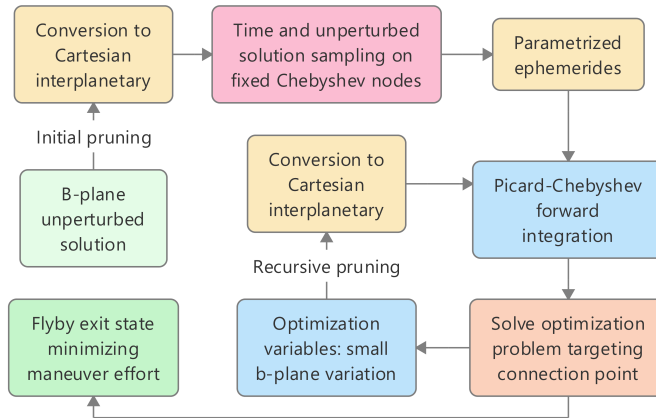 Conversion to
Cartesian
interplanetary
Time and unperturbed
solution sampling on
fixed Chebyshev nodes
Parametrized
ephemerides
Initial pruning
B-plane
unperturbed
solution
Conversion to
Cartesian
interplanetary
Picard-Chebyshev
forward
integration
Recursive pruning
Flyby exit state
minimizing
maneuver effort
Optimization
variables: small
b-plane variation
Solve optimization
problem targeting
connection point